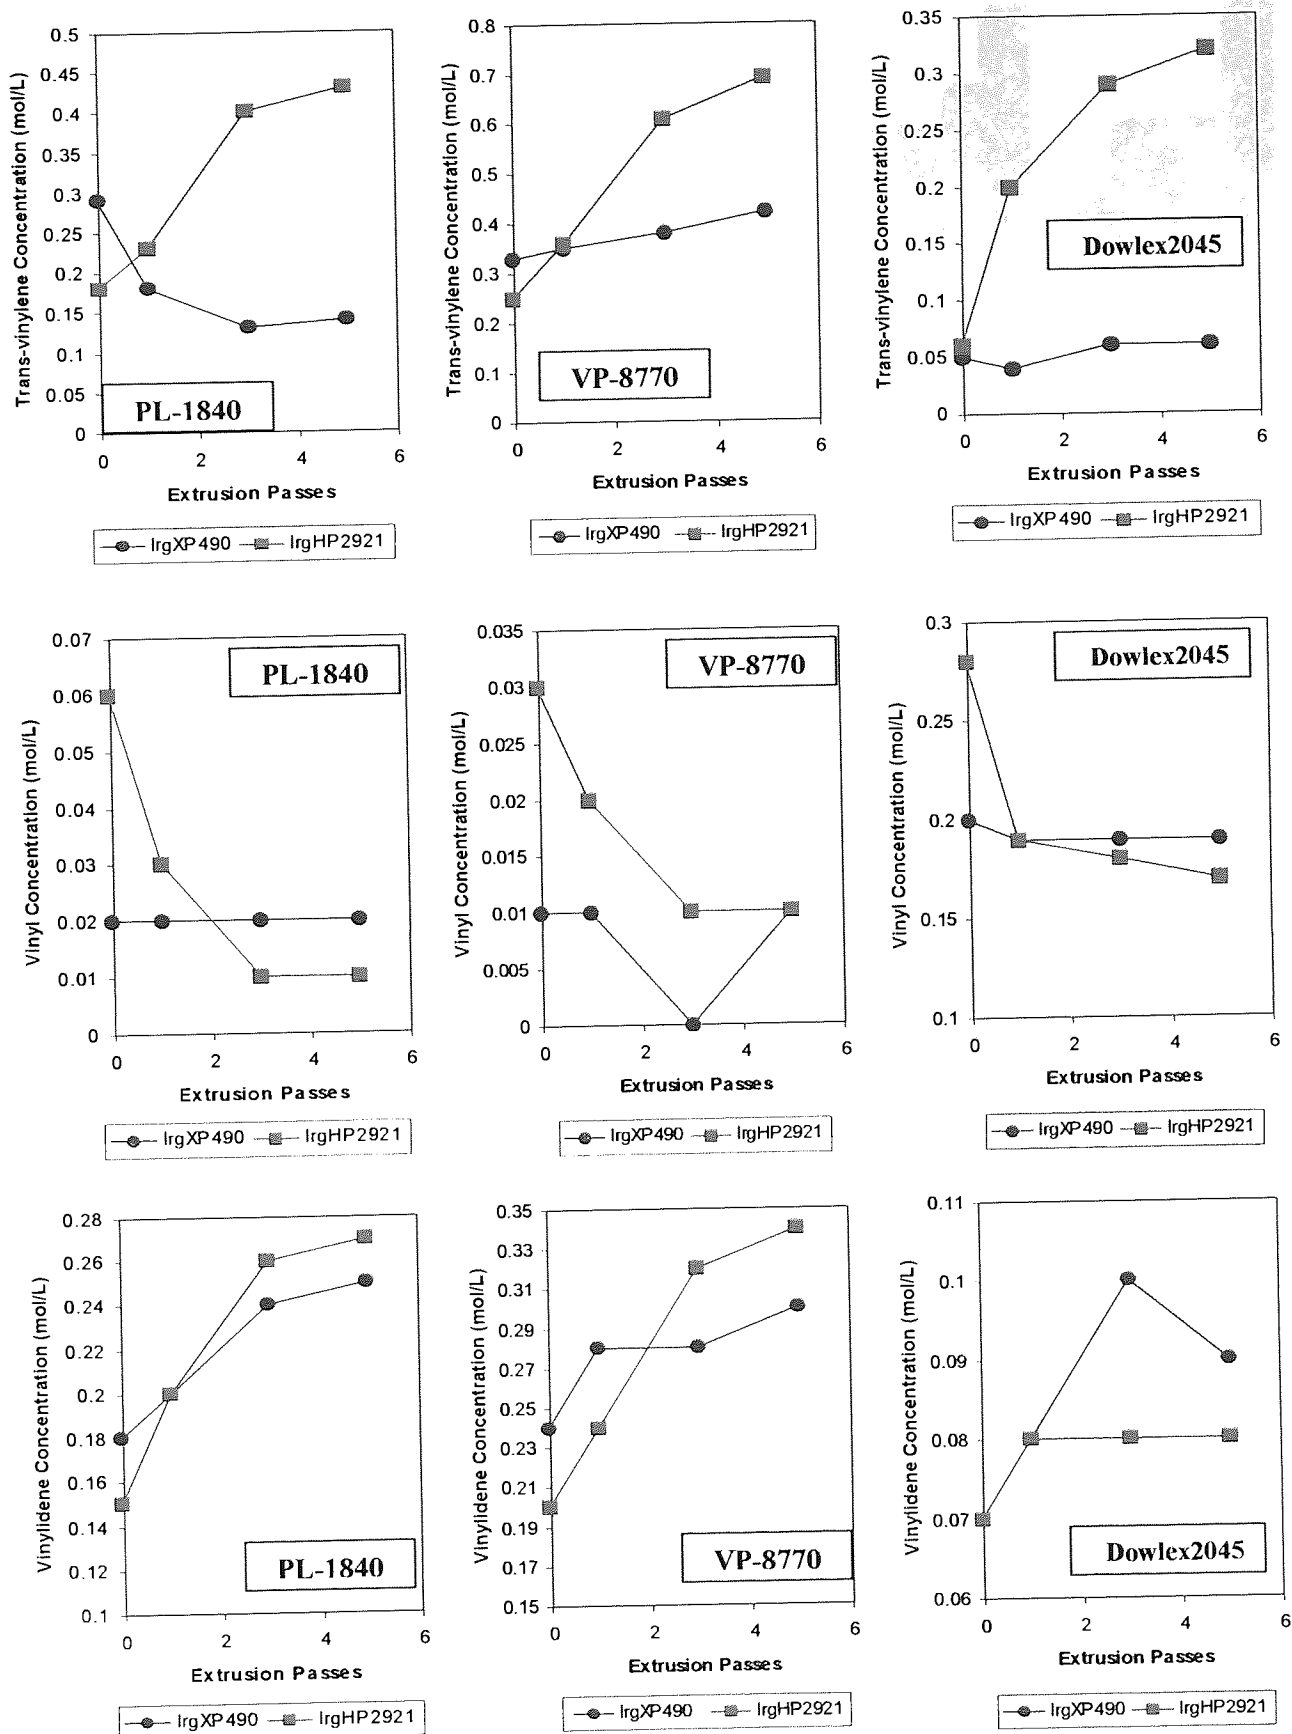 Trans-vinylene Concentration (mol/L)
0.5
0.45
0.4
0.35
0.3
0.25
0.2
0.15
0.1
0.05
0
PL-1840
0 2 4 6
Extrusion Passes
IrgXP490 IrgHP2921
Trans-vinylene Concentration (mol/L)
0.8
0.7
0.6
0.5
0.4
0.3
0.2
0.1
0
VP-8770
0 2 4 6
Extrusion Passes
IrgXP490 IrgHP2921
Trans-vinylene Concentration (mol/L)
0.35
0.3
0.25
0.2
0.15
0.1
0.05
0
Dowlex2045
0 2 4 6
Extrusion Passes
IrgXP490 IrgHP2921
Vinyl Concentration (mol/L)
0.07
0.06
0.05
0.04
0.03
0.02
0.01
0
PL-1840
0 2 4 6
Extrusion Passes
IrgXP490 IrgHP2921
Vinyl Concentration (mol/L)
0.035
0.03
0.025
0.02
0.015
0.01
0.005
0
VP-8770
0 2 4 6
Extrusion Passes
IrgXP490 IrgHP2921
Vinyl Concentration (mol/L)
0.3
0.25
0.2
0.15
0.1
Dowlex2045
0 2 4 6
Extrusion Passes
IrgXP490 IrgHP2921
Vinylidene Concentration (mol/L)
0.28
0.26
0.24
0.22
0.2
0.18
0.16
0.14
0.12
0.1
PL-1840
0 2 4 6
Extrusion Passes
IrgXP490 IrgHP2921
Vinylidene Concentration (mol/L)
0.35
0.33
0.31
0.29
0.27
0.25
0.23
0.21
0.19
0.17
0.15
VP-8770
0 2 4 6
Extrusion Passes
IrgXP490 IrgHP2921
Vinylidene Concentration (mol/L)
0.11
0.1
0.09
0.08
0.07
0.06
Dowlex2045
0 2 4 6
Extrusion Passes
IrgXP490 IrgHP2921